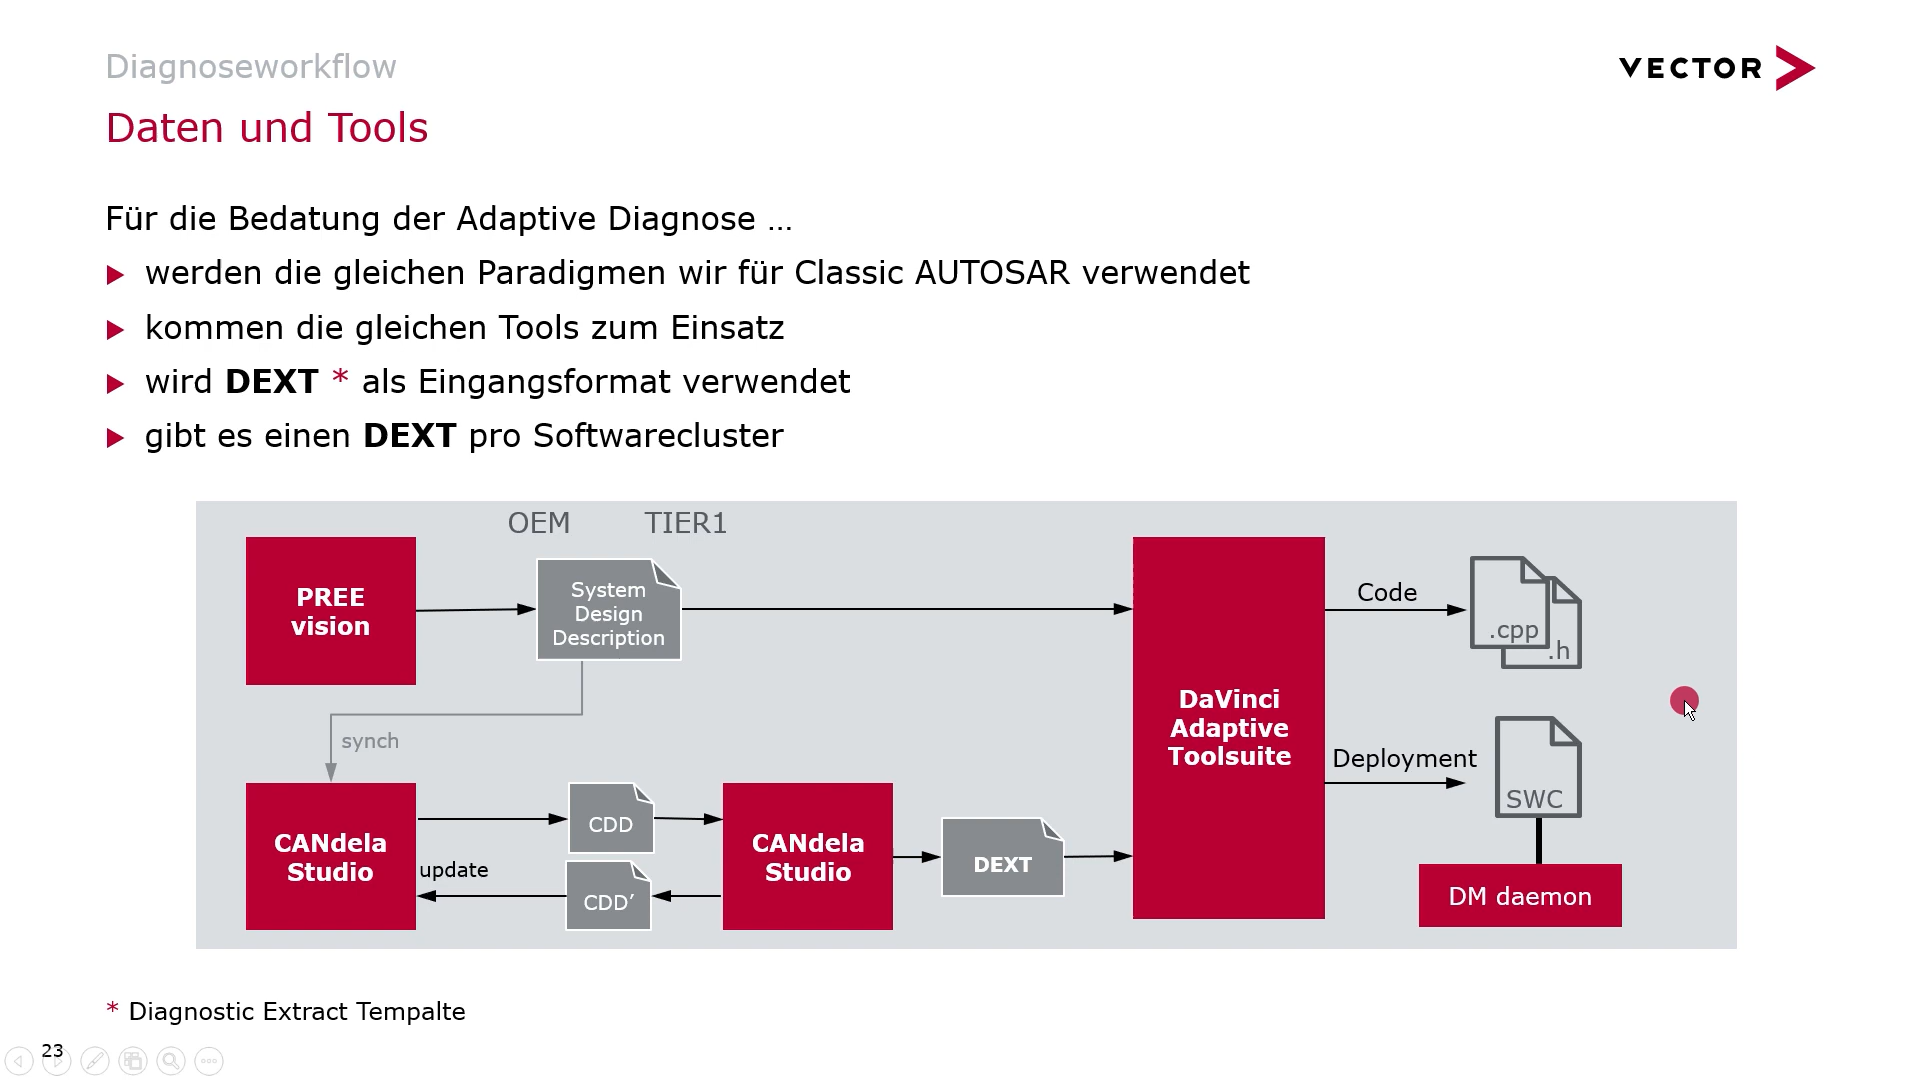 Diagnoseworkflow
VECTOR
Daten und Tools
Für die Bedatung der Adaptive Diagnose ...
werden die gleichen Paradigmen wir für Classic AUTOSAR verwendet
kommen die gleichen Tools zum Einsatz
wird DEXT * als Eingangsformat verwendet
gibt es einen DEXT pro Softwarecluster
OEM
TIER1
PREE
vision
System
Design
Description
Code
.cpp
.h
DaVinci
Adaptive
Toolsuite
synch
Deployment
SWC
CANdela
Studio
update
CDD
CDD’
CANdela
Studio
DEXT
DM daemon
* Diagnostic Extract Tempalte
23